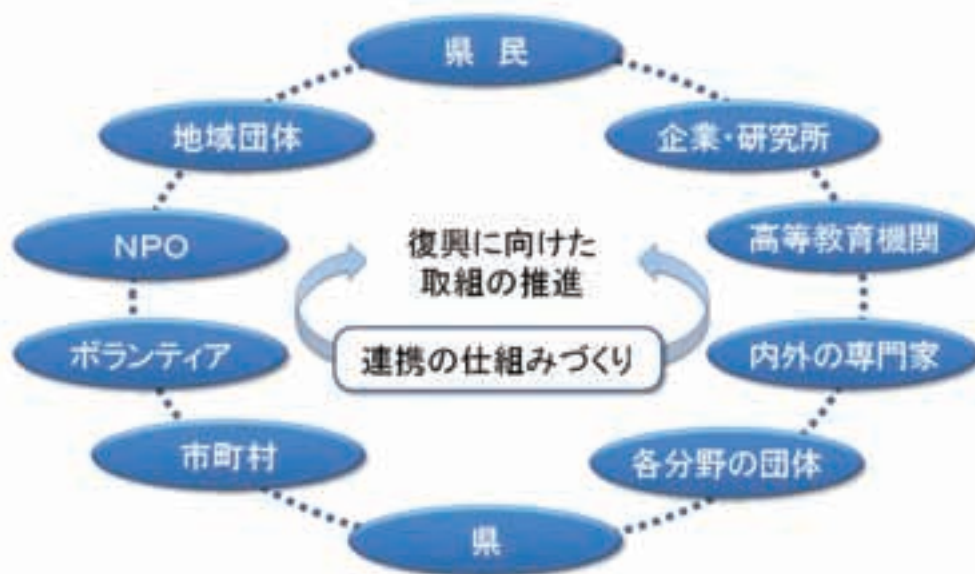 県 民
地域団体
企業・研究所
NPO
高等教育機関
復興に向けた
取組の推進
ボランティア
連携の仕組みづくり
内外の専門家
市町村
各分野の団体
県